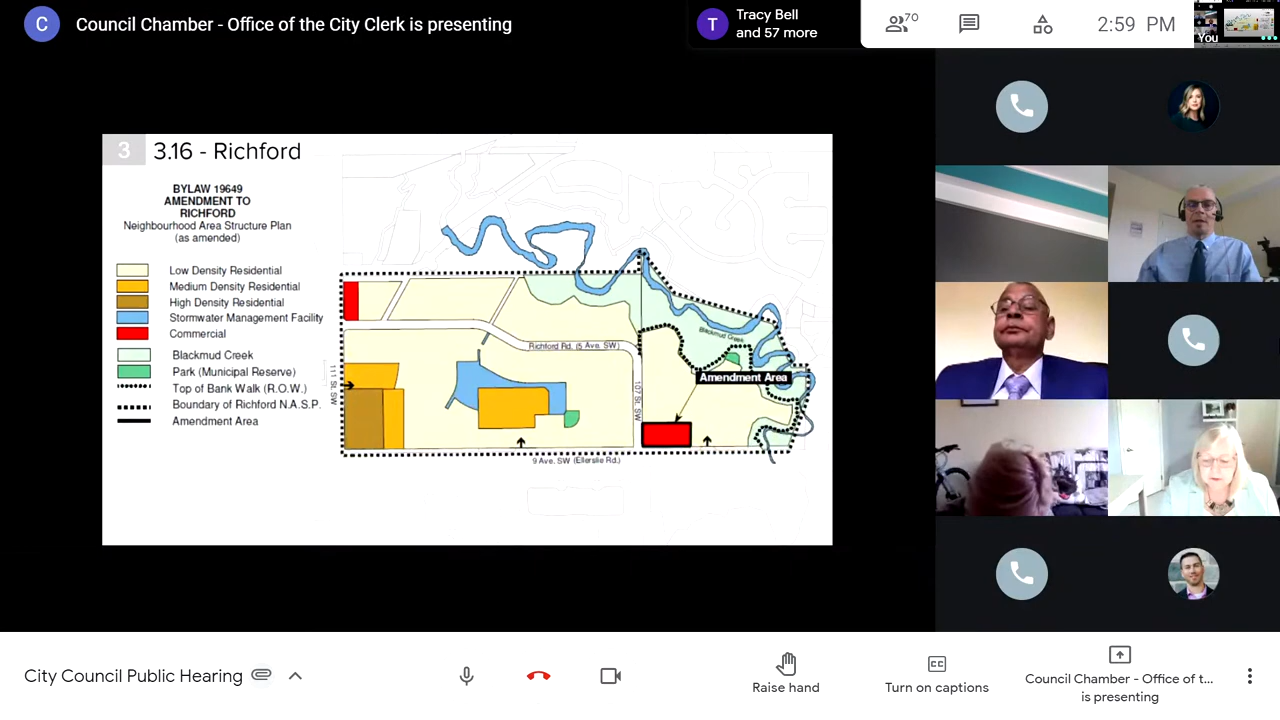 C
Council Chamber - Office of the City Clerk is presenting
T
Tracy Bell
and 57 more
70
2:59 PM
You
3
3.16 - Richford
BYLAW 19649
AMENDMENT TO
RICHFORD
Neighbourhood Area Structure Plan
(as amended)
Low Density Residential
Medium Density Residential
High Density Residential
Stormwater Management Facility
Commercial
Blackmud Creek
Park (Municipal Reserve)
Top of Bank Walk (R.O.W.)
Boundary of Richford N.A.S.P.
Amendment Area
Blackmud Creek
Richford Rd. (5 Ave. SW)
Amendment Area
111 St. SW
107 St. SW
9 Ave. SW (Ellerslie Rd.)
City Council Public Hearing
Raise hand
CC
Turn on captions
Council Chamber - Office of t...
is presenting